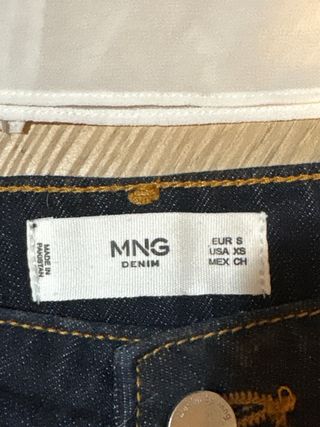 MADE IN
PAKISTAN
MNG
DENIM
EUR S
USA XS
MEX CH